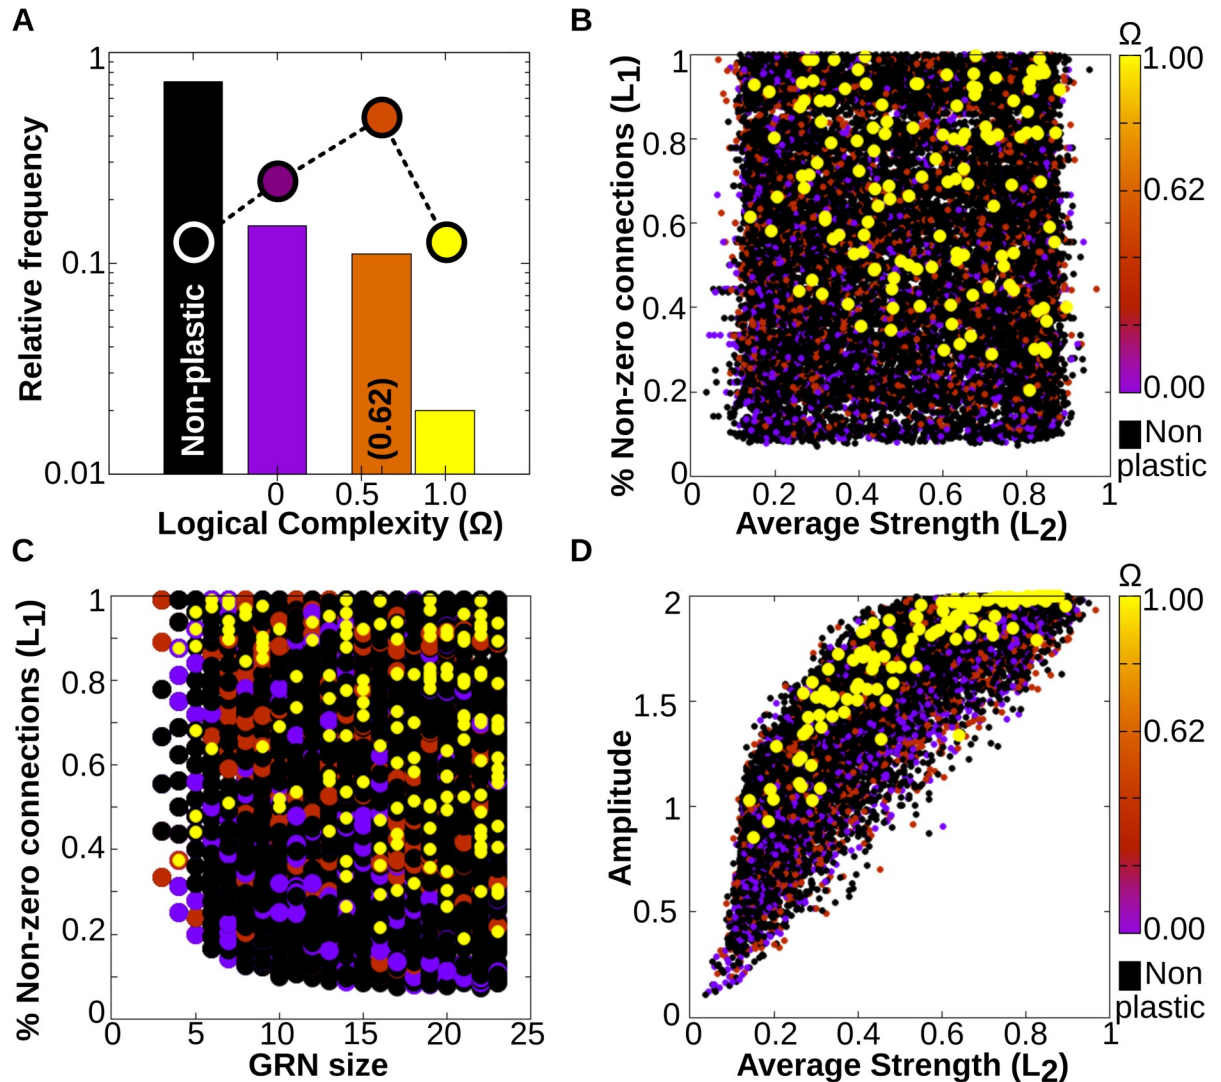 A
Relative frequency
1
0.1
0.01
Non-plastic
(0.62)
0
0.5
1.0
Logical Complexity (Ω)
B
% Non-zero connections (L1)
1
0.8
0.6
0.4
0.2
0
0
0.2
0.4
0.6
0.8
1
Average Strength (L2)
Ω
1.00
0.62
0.00
Non
plastic
C
% Non-zero connections (L1)
1
0.8
0.6
0.4
0.2
0
0
5
10
15
20
25
GRN size
D
Amplitude
2
1.5
1
0.5
0
0
0.2
0.4
0.6
0.8
1
Average Strength (L2)
Ω
1.00
0.62
0.00
Non
plastic